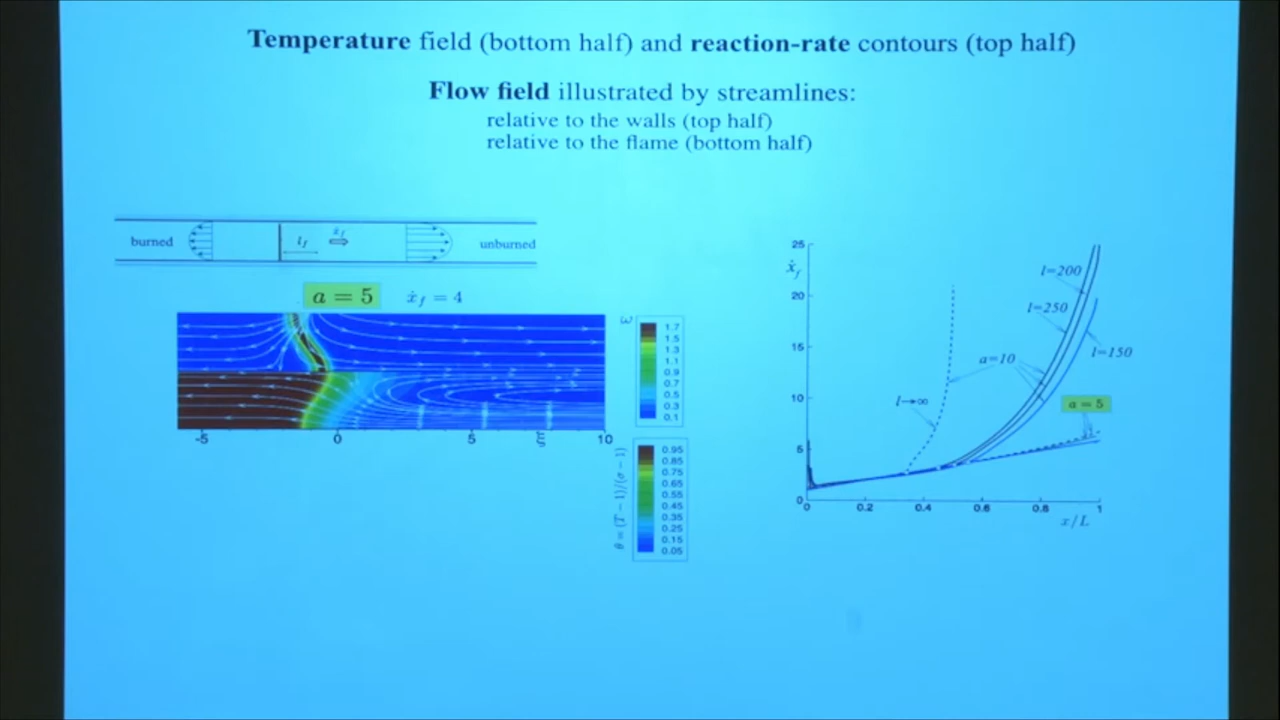 Temperature field (bottom half) and reaction-rate contours (top half)
Flow field illustrated by streamlines:
relative to the walls (top half)
relative to the flame (bottom half)
burned
l_f
ẋ_f
unburned
a = 5
ẋ_f = 4
ω
1.7
1.5
1.3
1.1
0.9
0.7
0.5
0.3
0.1
-5
0
5
10
θ = (T − 1)/(σ − 1)
0.95
0.85
0.75
0.65
0.55
0.45
0.35
0.25
0.15
0.05
25
ẋ_f
20
15
10
5
0
l=200
l=250
l=150
a=10
l→∞
a = 5
0
0.2
0.4
0.6
0.8
1
x/L